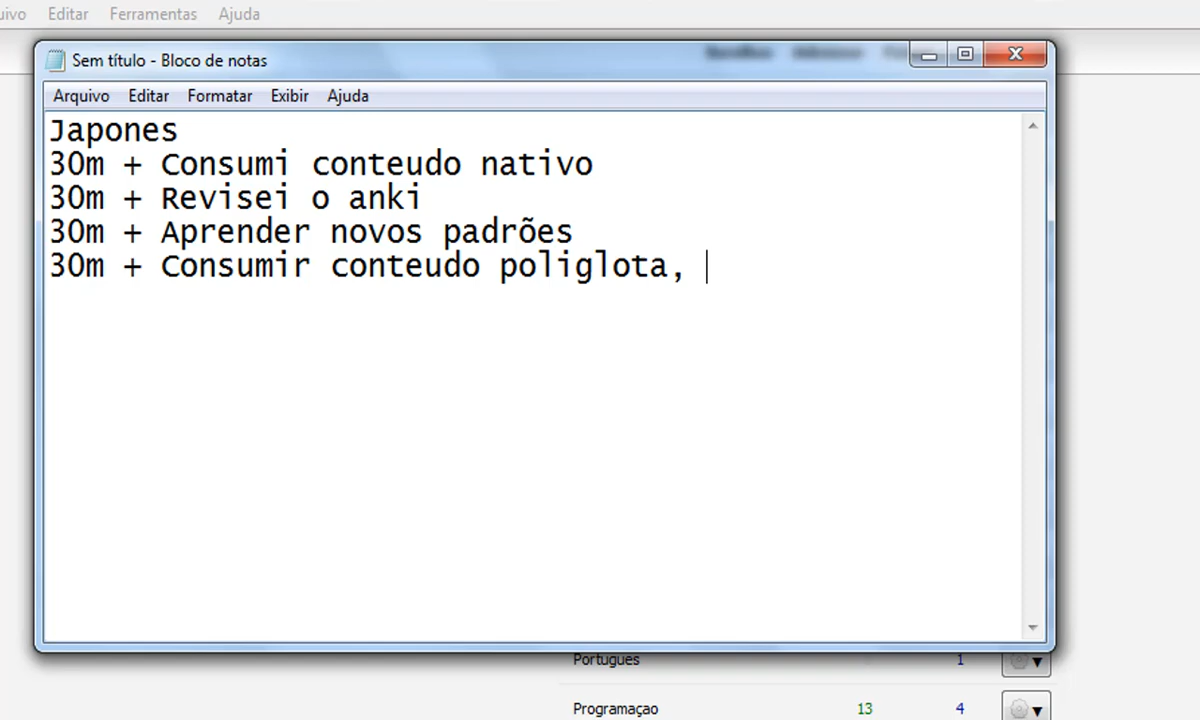 Editar Ferramentas Ajuda
Sem título - Bloco de notas
Arquivo Editar Formatar Exibir Ajuda
Japones
30m + Consumi conteudo nativo
30m + Revisei o anki
30m + Aprender novos padrões
30m + Consumir conteudo poliglota,
Portugues 1
Programaçao 13 4